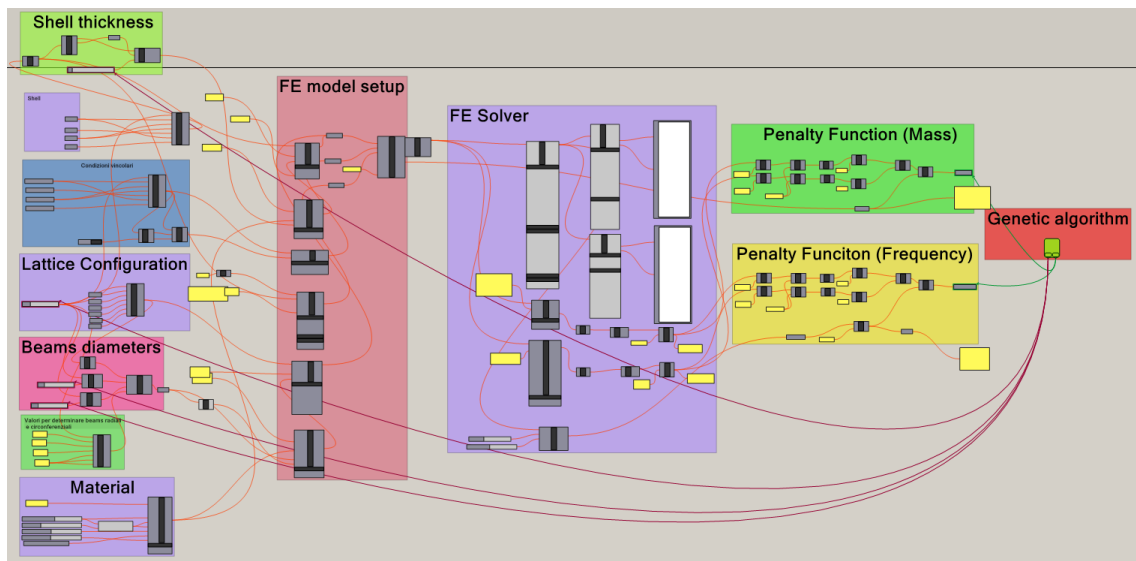 Shell thickness
Shell
Condizioni vincolari
Lattice Configuration
Beams diameters
Valori per determinare beams radiali
e circonferenziali
Material
FE model setup
FE Solver
Penalty Function (Mass)
Penalty Funciton (Frequency)
Genetic algorithm